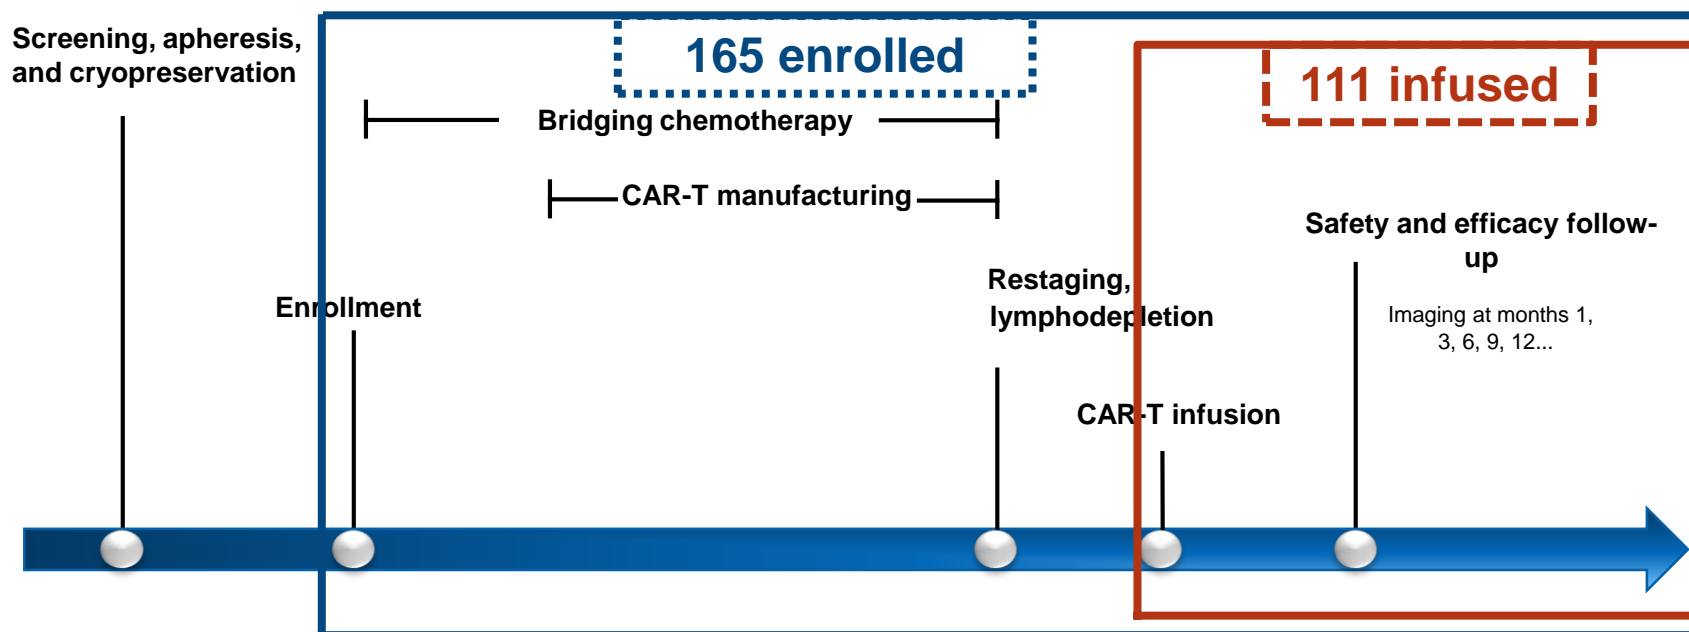 Screening, apheresis,
and cryopreservation
165 enrolled
111 infused
Bridging chemotherapy
CAR-T manufacturing
Safety and efficacy follow-
up
Imaging at months 1,
3, 6, 9, 12...
Enrollment
Restaging,
lymphodepletion
CAR-T infusion